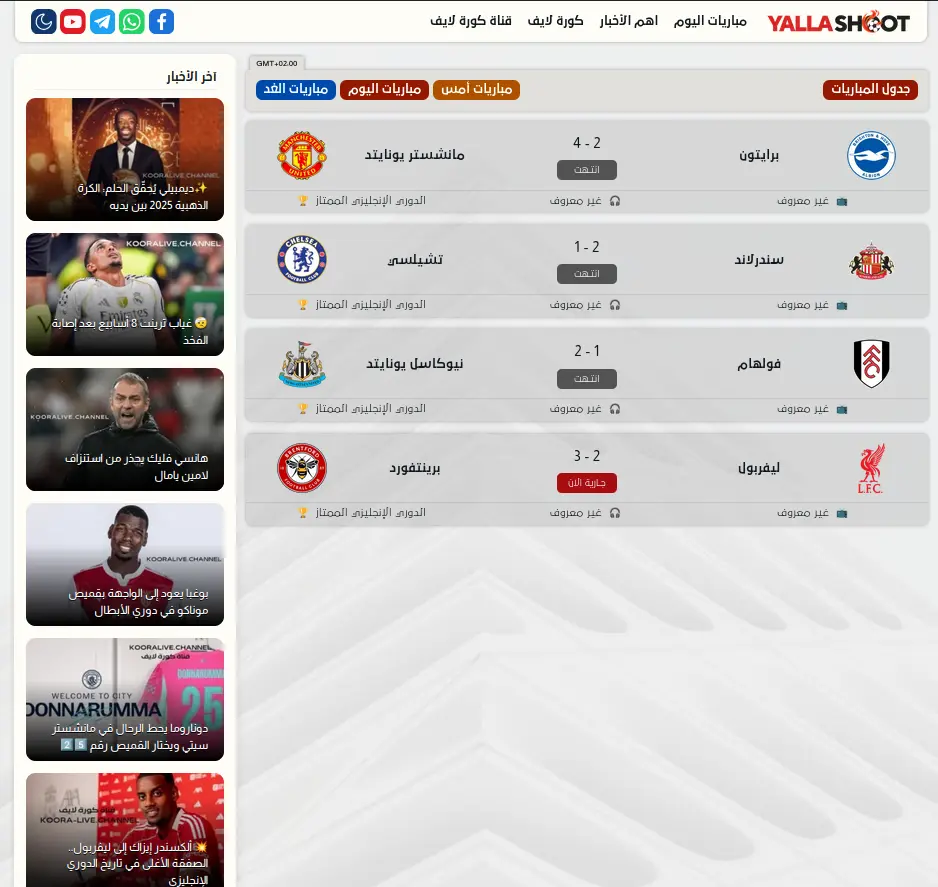 YALLA SHOOT
مباريات اليوم
اهم الأخبار
كورة لايف
قناة كورة لايف
GMT+02:00
جدول المباريات
مباريات أمس
مباريات اليوم
مباريات الغد
برايتون
2 - 4
مانشستر يونايتد
انتهت
غير معروف
غير معروف
الدوري الإنجليزي الممتاز
سندرلاند
2 - 1
تشيلسي
انتهت
غير معروف
غير معروف
الدوري الإنجليزي الممتاز
فولهام
1 - 2
نيوكاسل يونايتد
انتهت
غير معروف
غير معروف
الدوري الإنجليزي الممتاز
ليفربول
2 - 3
برينتفورد
جارية الان
غير معروف
غير معروف
الدوري الإنجليزي الممتاز
L.F.C.
آخر الأخبار
KOORALIVE.CHANNEL
✨ديمبيلي يُحقّق الحلم: الكرة
الذهبية 2025 بين يديه
KOORALIVE.CHANNEL
🤕 غياب ترينت 8 أسابيع بعد إصابة
الفخذ
KOORALIVE.CHANNEL
هانسي فليك يحذر من استنزاف
لامين يامال
KOORALIVE.CHANNEL
بوغبا يعود إلى الواجهة بقميص
موناكو في دوري الأبطال
KOORALIVE.CHANNEL
قناة كورة لايف
WELCOME TO CITY
DONNARUMMA
25
دوناروما يحط الرحال في مانشستر
سيتي ويختار القميص رقم 2️⃣5️⃣
قناة كورة لايف
KOORA-LIVE.CHANNEL
💥ألكسندر إيزاك إلى ليفربول..
الصفقة الأغلى في تاريخ الدوري
الإنجليزي